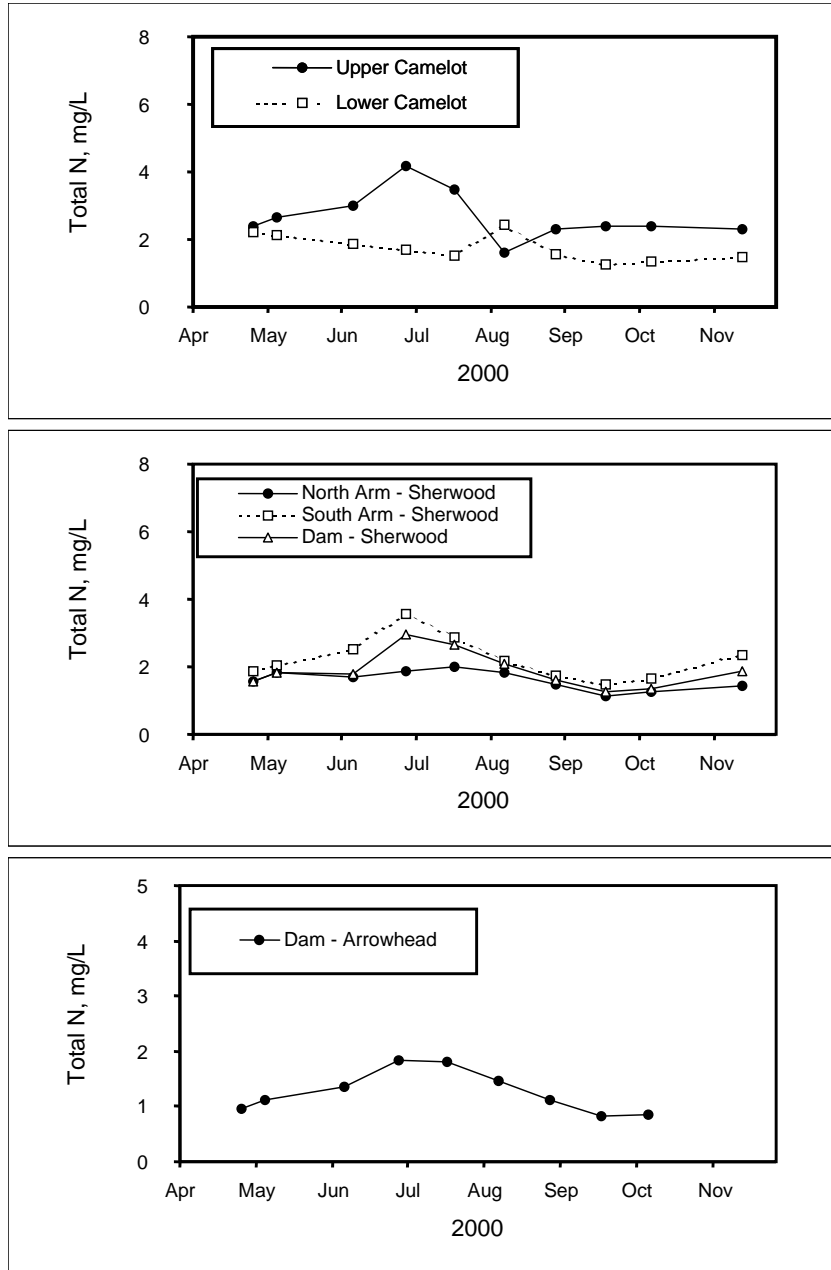 8
Upper Camelot
Lower Camelot
6
Total N, mg/L
4
2
0
Apr May Jun Jul Aug Sep Oct Nov
2000
8
North Arm - Sherwood
South Arm - Sherwood
Dam - Sherwood
6
Total N, mg/L
4
2
0
Apr May Jun Jul Aug Sep Oct Nov
2000
5
Dam - Arrowhead
4
Total N, mg/L
3
2
1
0
Apr May Jun Jul Aug Sep Oct Nov
2000